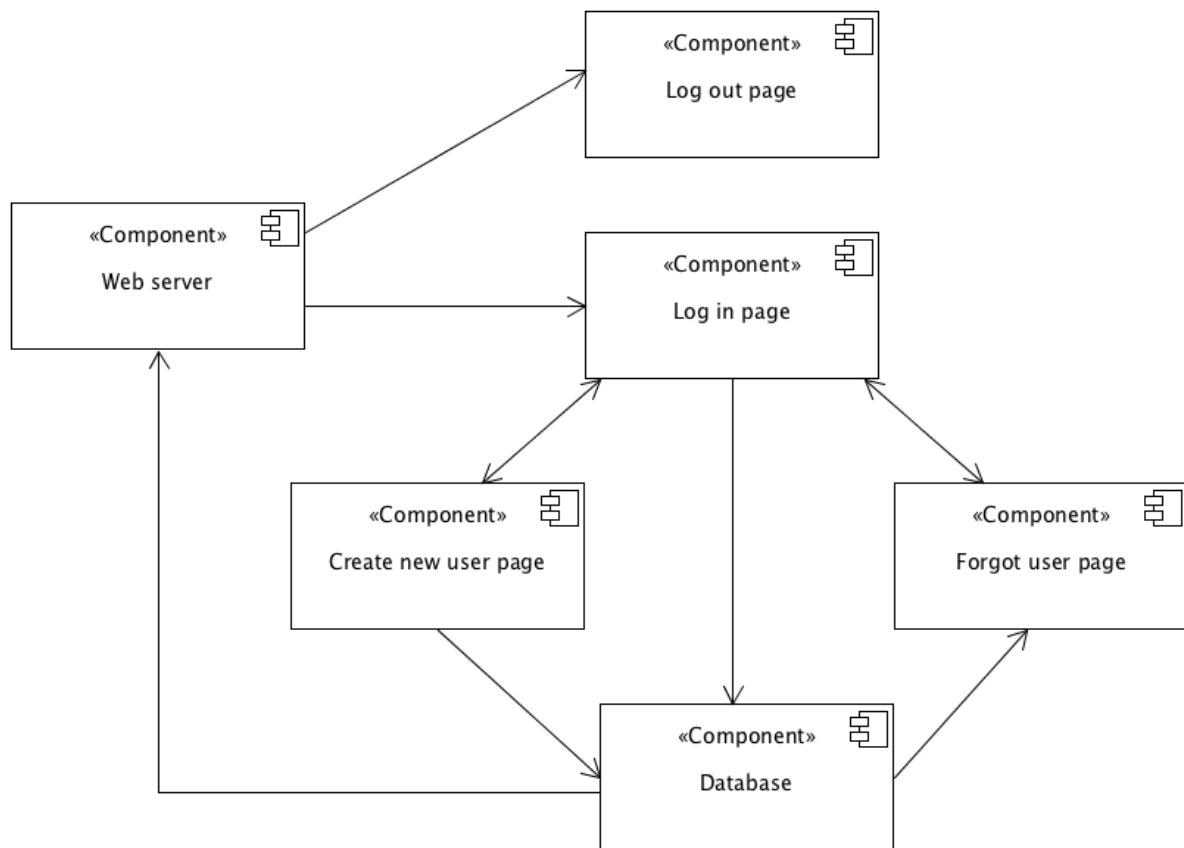 «Component»
Log out page
«Component»
Web server
«Component»
Log in page
«Component»
Create new user page
«Component»
Forgot user page
«Component»
Database